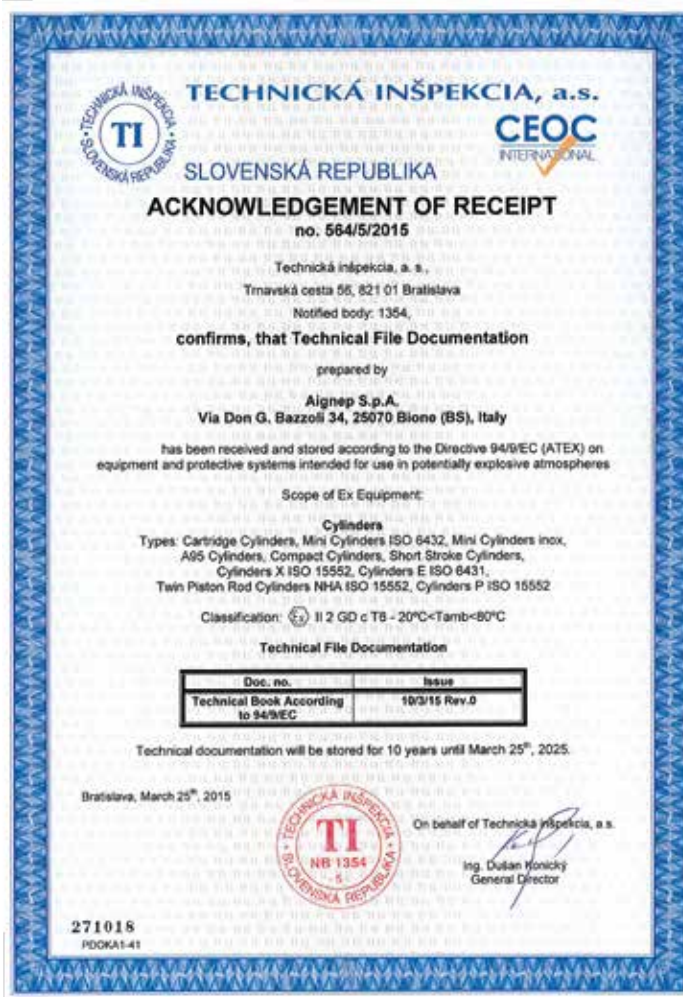 TECHNICKÁ INŠPEKCIA, a.s.
TECHNICKÁ INŠPEKCIA
TI
SLOVENSKÁ REPUBLIKA
CEOC
INTERNATIONAL
SLOVENSKÁ REPUBLIKA
ACKNOWLEDGEMENT OF RECEIPT
no. 564/5/2015
Technická inšpekcia, a. s.,
Trnavská cesta 56, 821 01 Bratislava
Notified body: 1354,
confirms, that Technical File Documentation
prepared by
Aignep S.p.A.
Via Don G. Bazzoli 34, 25070 Bione (BS), Italy
has been received and stored according to the Directive 94/9/EC (ATEX) on
equipment and protective systems intended for use in potentially explosive atmospheres
Scope of Ex Equipment:
Cylinders
Types: Cartridge Cylinders, Mini Cylinders ISO 6432, Mini Cylinders inox,
A95 Cylinders, Compact Cylinders, Short Stroke Cylinders,
Cylinders X ISO 15552, Cylinders E ISO 6431,
Twin Piston Rod Cylinders NHA ISO 15552, Cylinders P ISO 15552
Classification: Ex II 2 GD c T6 - 20ºC<Tamb<80ºC
Technical File Documentation
Doc. no. Issue
Technical Book According 10/3/15 Rev.0
to 94/9/EC
Technical documentation will be stored for 10 years until March 25th, 2025.
Bratislava, March 25th, 2015
TECHNICKÁ INŠPEKCIA
TI
NB 1354
- 5 -
SLOVENSKÁ REPUBLIKA
On behalf of Technická inšpekcia, a.s.
Ing. Dušan Konický
General Director
271018
PDOKA1-41